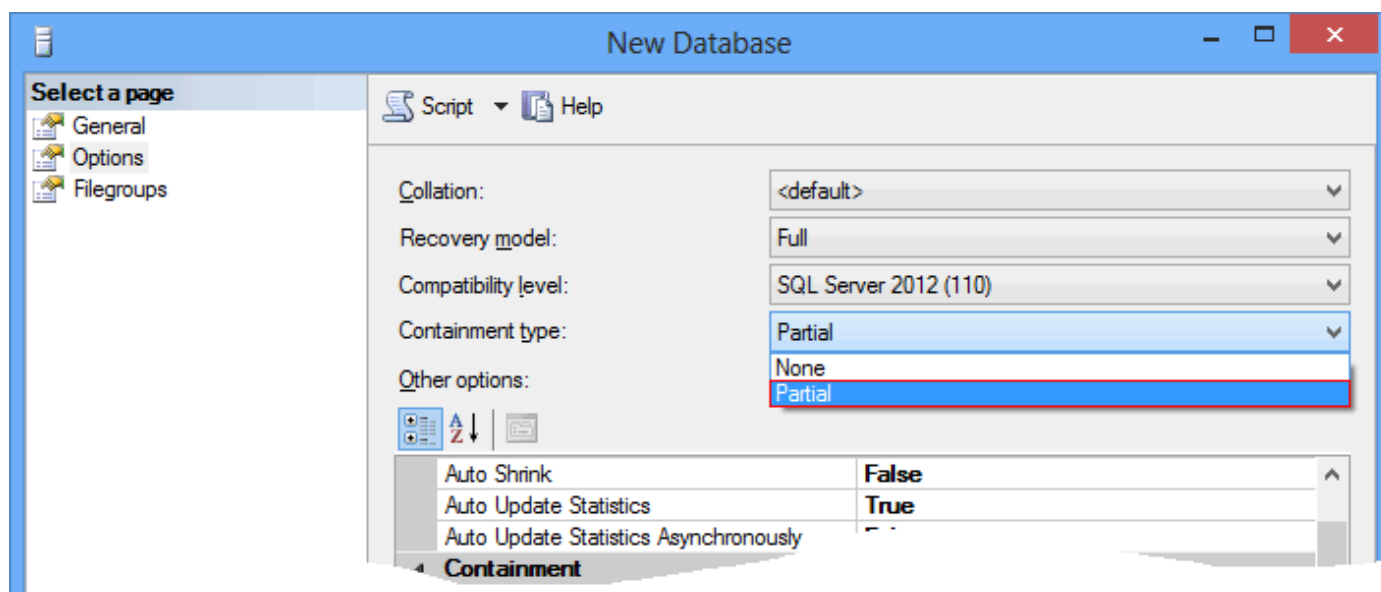 New Database
Select a page
General
Options
Filegroups
Script Help
Collation: <default>
Recovery model: Full
Compatibility level: SQL Server 2012 (110)
Containment type: Partial
None
Other options:
Partial
A
Z
Auto Shrink False
Auto Update Statistics True
Auto Update Statistics Asynchronously
Containment